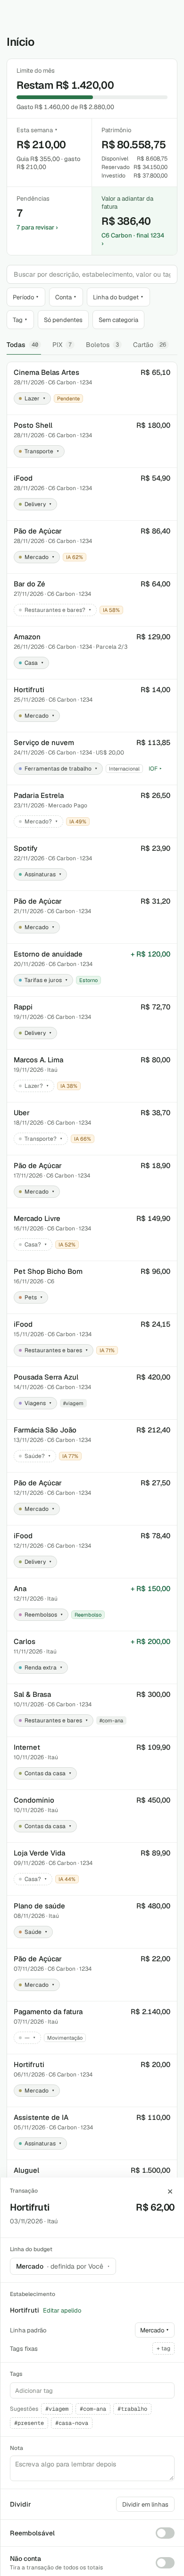 Início
Limite do mês
Restam R$ 1.420,00
Gasto R$ 1.460,00 de R$ 2.880,00
Esta semana
R$ 210,00
Guia R$ 355,00 · gasto
R$ 210,00
Patrimônio
R$ 80.558,75
Disponível R$ 8.608,75
Reservado R$ 34.150,00
Investido R$ 37.800,00
Pendências
7
7 para revisar ›
Valor a adiantar da
fatura
R$ 386,40
C6 Carbon · final 1234
›
Buscar por descrição, estabelecimento, valor ou tag
Período
Conta
Linha do budget
Tag
Só pendentes
Sem categoria
Todas 40 PIX 7 Boletos 3 Cartão 26
Cinema Belas Artes R$ 65,10
28/11/2026 · C6 Carbon · 1234
Lazer Pendente
Posto Shell R$ 180,00
28/11/2026 · C6 Carbon · 1234
Transporte
iFood R$ 54,90
28/11/2026 · C6 Carbon · 1234
Delivery
Pão de Açúcar R$ 86,40
28/11/2026 · C6 Carbon · 1234
Mercado IA 62%
Bar do Zé R$ 64,00
27/11/2026 · C6 Carbon · 1234
Restaurantes e bares? IA 58%
Amazon R$ 129,00
26/11/2026 · C6 Carbon · 1234 · Parcela 2/3
Casa
Hortifruti R$ 14,00
25/11/2026 · C6 Carbon · 1234
Mercado
Serviço de nuvem R$ 113,85
24/11/2026 · C6 Carbon · 1234 · US$ 20,00
Ferramentas de trabalho Internacional IOF
Padaria Estrela R$ 26,50
23/11/2026 · Mercado Pago
Mercado? IA 49%
Spotify R$ 23,90
22/11/2026 · C6 Carbon · 1234
Assinaturas
Pão de Açúcar R$ 31,20
21/11/2026 · C6 Carbon · 1234
Mercado
Estorno de anuidade + R$ 120,00
20/11/2026 · C6 Carbon · 1234
Tarifas e juros Estorno
Rappi R$ 72,70
19/11/2026 · C6 Carbon · 1234
Delivery
Marcos A. Lima R$ 80,00
19/11/2026 · Itaú
Lazer? IA 38%
Uber R$ 38,70
18/11/2026 · C6 Carbon · 1234
Transporte? IA 66%
Pão de Açúcar R$ 18,90
17/11/2026 · C6 Carbon · 1234
Mercado
Mercado Livre R$ 149,90
16/11/2026 · C6 Carbon · 1234
Casa? IA 52%
Pet Shop Bicho Bom R$ 96,00
16/11/2026 · C6
Pets
iFood R$ 24,15
15/11/2026 · C6 Carbon · 1234
Restaurantes e bares IA 71%
Pousada Serra Azul R$ 420,00
14/11/2026 · C6 Carbon · 1234
Viagens #viagem
Farmácia São João R$ 212,40
13/11/2026 · C6 Carbon · 1234
Saúde? IA 77%
Pão de Açúcar R$ 27,50
12/11/2026 · C6 Carbon · 1234
Mercado
iFood R$ 78,40
12/11/2026 · C6 Carbon · 1234
Delivery
Ana + R$ 150,00
12/11/2026 · Itaú
Reembolsos Reembolso
Carlos + R$ 200,00
11/11/2026 · Itaú
Renda extra
Sal & Brasa R$ 300,00
10/11/2026 · C6 Carbon · 1234
Restaurantes e bares #com-ana
Internet R$ 109,90
10/11/2026 · Itaú
Contas da casa
Condomínio R$ 450,00
10/11/2026 · Itaú
Contas da casa
Loja Verde Vida R$ 89,90
09/11/2026 · C6 Carbon · 1234
Casa? IA 44%
Plano de saúde R$ 480,00
08/11/2026 · Itaú
Saúde
Pão de Açúcar R$ 22,00
07/11/2026 · C6 Carbon · 1234
Mercado
Pagamento da fatura R$ 2.140,00
07/11/2026 · Itaú
— Movimentação
Hortifruti R$ 20,00
06/11/2026 · C6 Carbon · 1234
Mercado
Assistente de IA R$ 110,00
05/11/2026 · C6 Carbon · 1234
Assinaturas
Aluguel R$ 1.500,00
Transação ×
Hortifruti R$ 62,00
03/11/2026 · Itaú
Linha do budget
Mercado · definida por Você
Estabelecimento
Hortifruti Editar apelido
Linha padrão Mercado
Tags fixas + tag
Tags
Adicionar tag
Sugestões #viagem #com-ana #trabalho
#presente #casa-nova
Nota
Escreva algo para lembrar depois
Dividir Dividir em linhas
Reembolsável
Não conta
Tira a transação de todos os totais